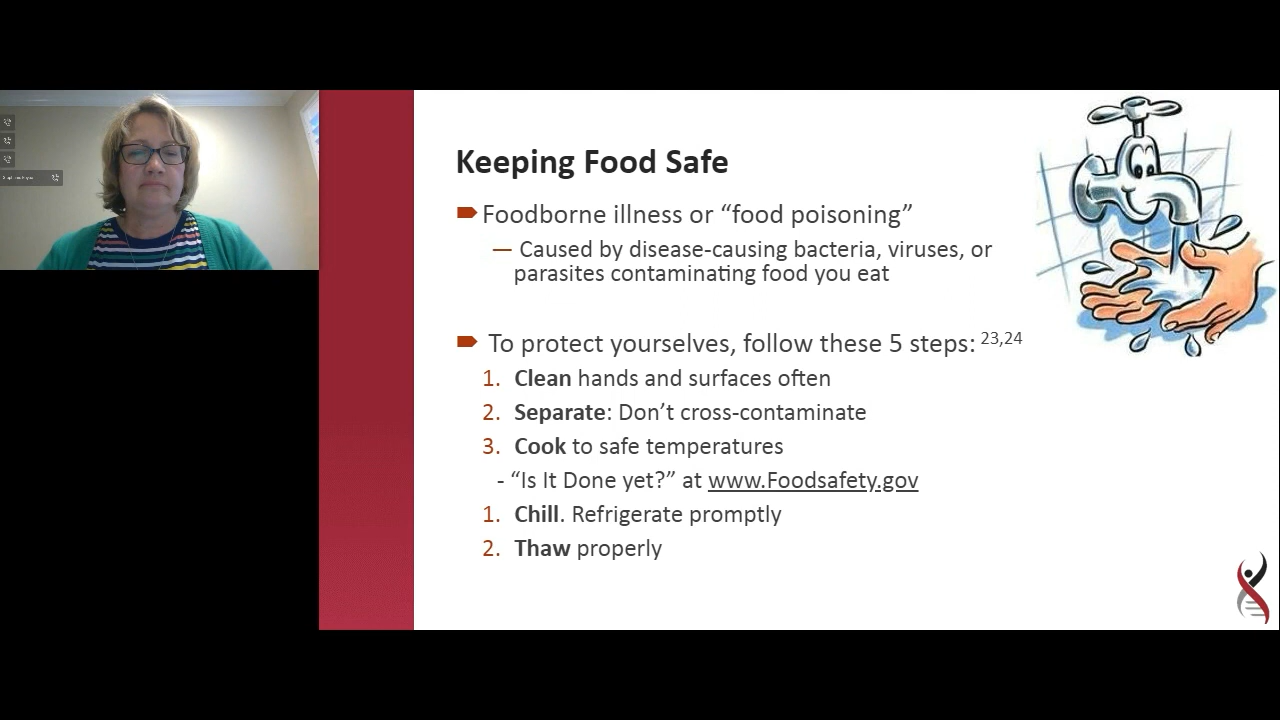 Keeping Food Safe
Foodborne illness or “food poisoning”
— Caused by disease-causing bacteria, viruses, or
parasites contaminating food you eat
To protect yourselves, follow these 5 steps: 23,24
1. Clean hands and surfaces often
2. Separate: Don’t cross-contaminate
3. Cook to safe temperatures
- “Is It Done yet?” at www.Foodsafety.gov
1. Chill. Refrigerate promptly
2. Thaw properly